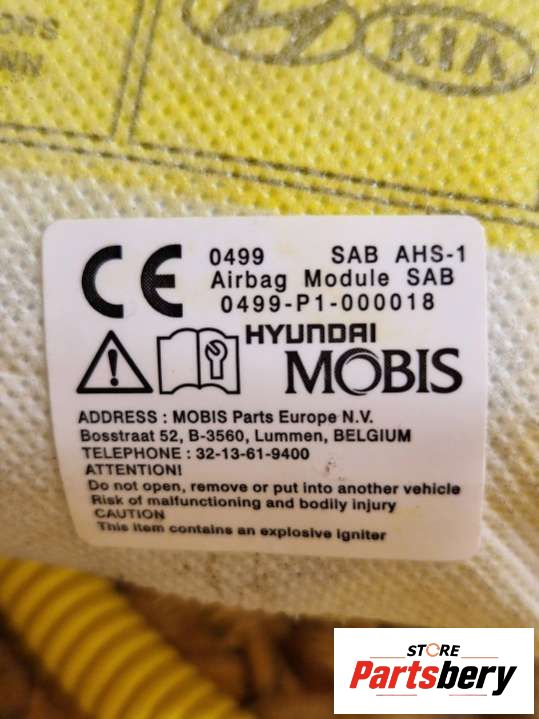 KIA
CE 0499 SAB AHS-1
Airbag Module SAB
0499-P1-000018
HYUNDAI
MOBIS
ADDRESS : MOBIS Parts Europe N.V.
Bosstraat 52, B-3560, Lummen, BELGIUM
TELEPHONE : 32-13-61-9400
ATTENTION!
Do not open, remove or put into another vehicle
Risk of malfunctioning and bodily injury
CAUTION
This item contains an explosive igniter
STORE
Partsbery